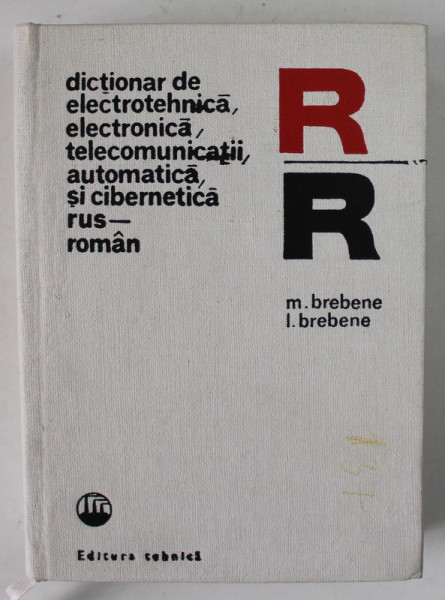 dicționar de
electrotehnică,
electronică,
telecomunicații,
automatică,
și cibernetică
rus—
român
R
R
m. brebene
l. brebene
Editura tehnică